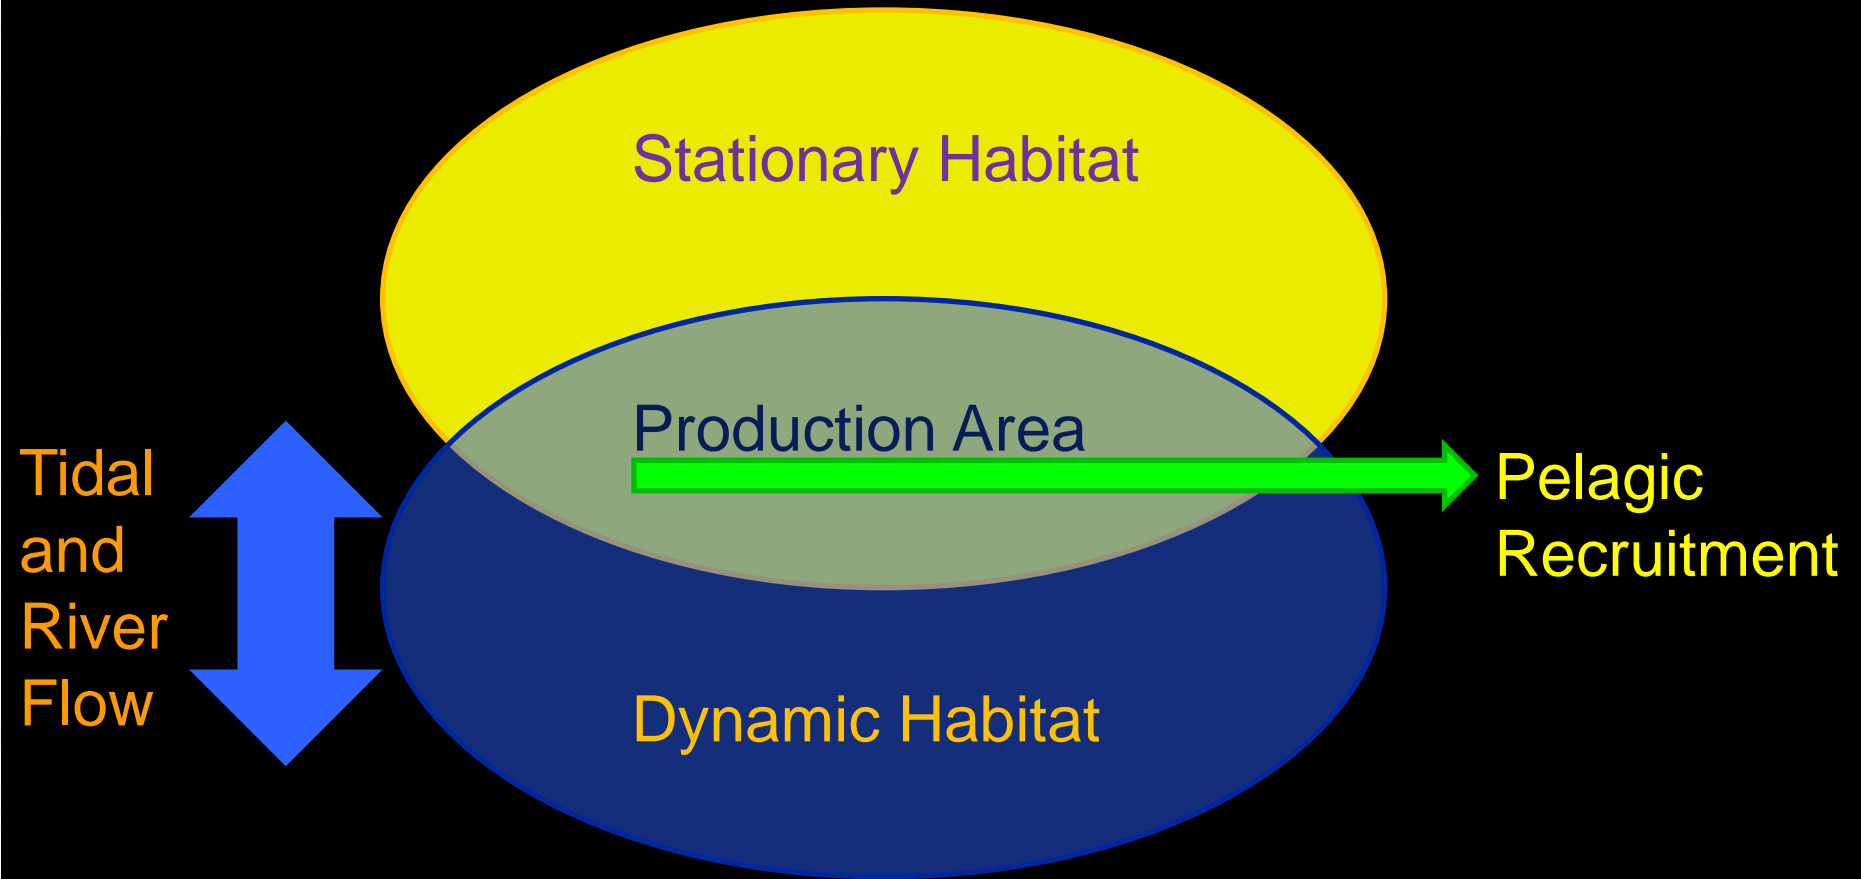 Stationary Habitat
Production Area
Tidal
and
River
Flow
Pelagic
Recruitment
Dynamic Habitat